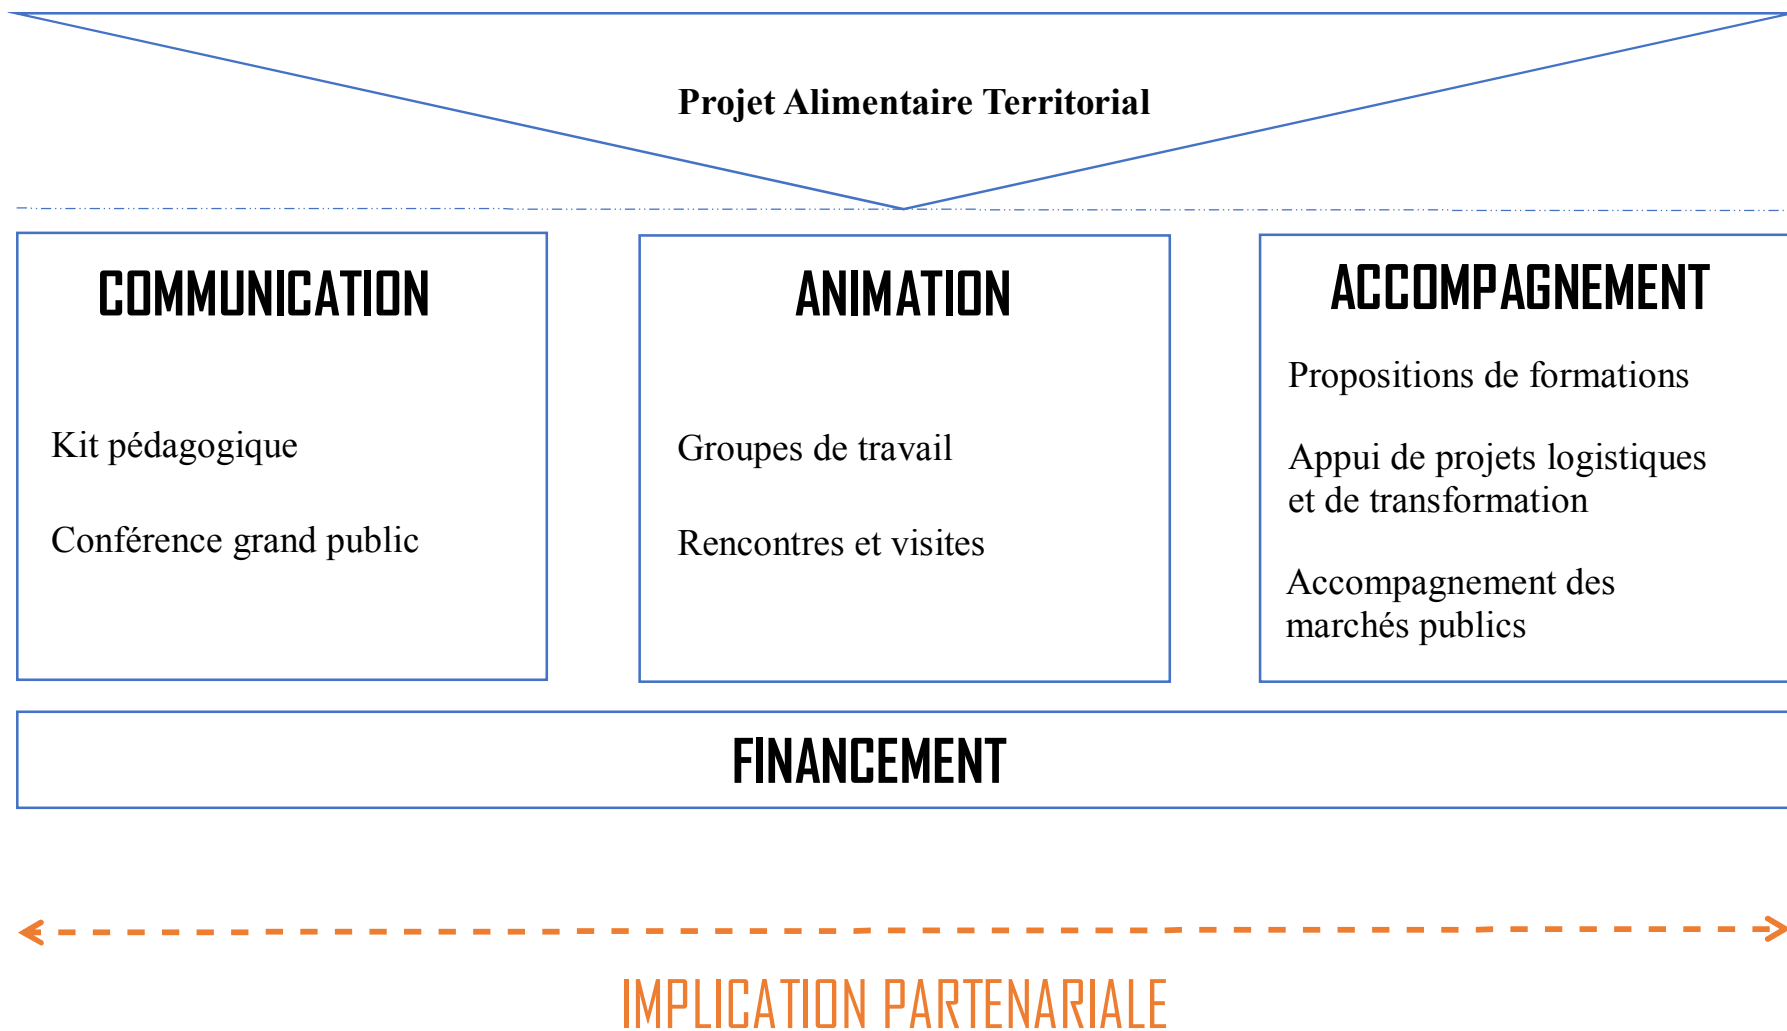 Projet Alimentaire Territorial
COMMUNICATION
Kit pédagogique
Conférence grand public
ANIMATION
Groupes de travail
Rencontres et visites
ACCOMPAGNEMENT
Propositions de formations
Appui de projets logistiques
et de transformation
Accompagnement des
marchés publics
FINANCEMENT
IMPLICATION PARTENARIALE